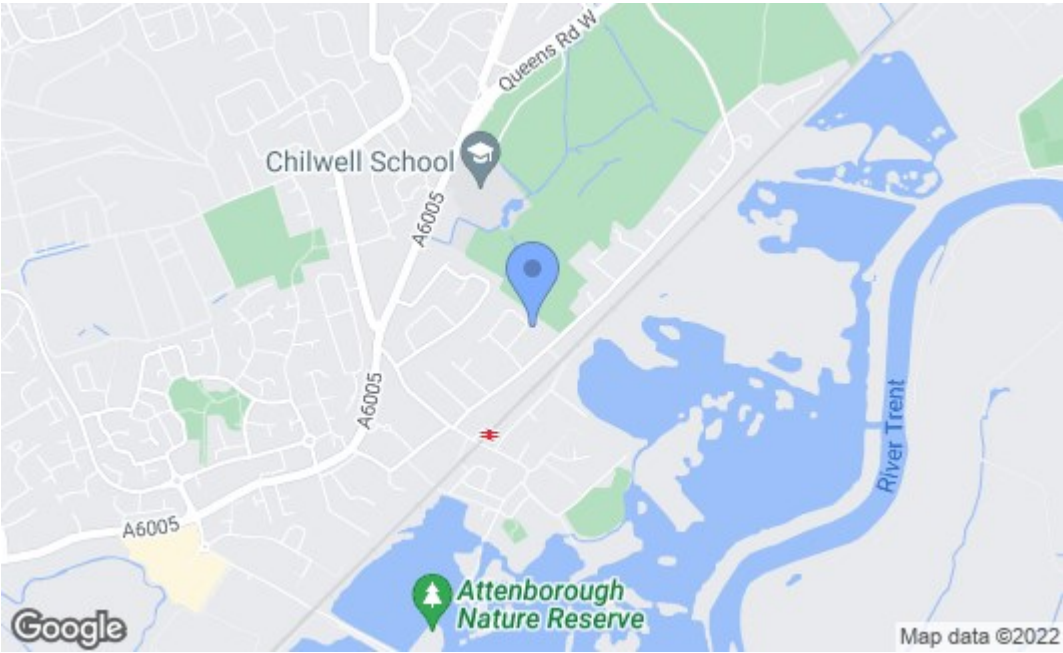 Queens Rd W
Chilwell School
A6005
A6005
River Trent
A6005
Attenborough
Nature Reserve
Google
Map data ©2022